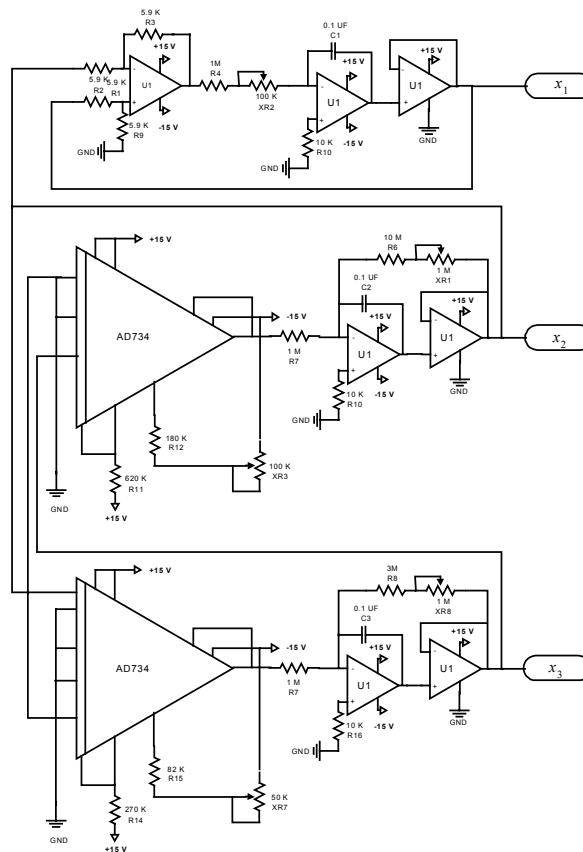 5.9 K
R3
+15 V
5.9 K
R2
5.9 K
R1
-
+
U1
-15 V
5.9 K
R9
GND
1M
R4
100 K
XR2
0.1 UF
C1
+15 V
-
+
U1
-15 V
10 K
R10
GND
+15 V
-
+
U1
GND
x1
+15 V
AD734
-15 V
1 M
R7
180 K
R12
100 K
XR3
620 K
R11
+15 V
GND
10 M
R6
1 M
XR1
0.1 UF
C2
+15 V
-
+
U1
-15 V
10 K
R10
GND
+15 V
-
+
U1
GND
x2
+15 V
AD734
-15 V
1 M
R7
82 K
R15
50 K
XR7
270 K
R14
+15 V
GND
3M
R8
1 M
XR8
0.1 UF
C3
+15 V
-
+
U1
-15 V
10 K
R16
GND
+15 V
-
+
U1
GND
x3